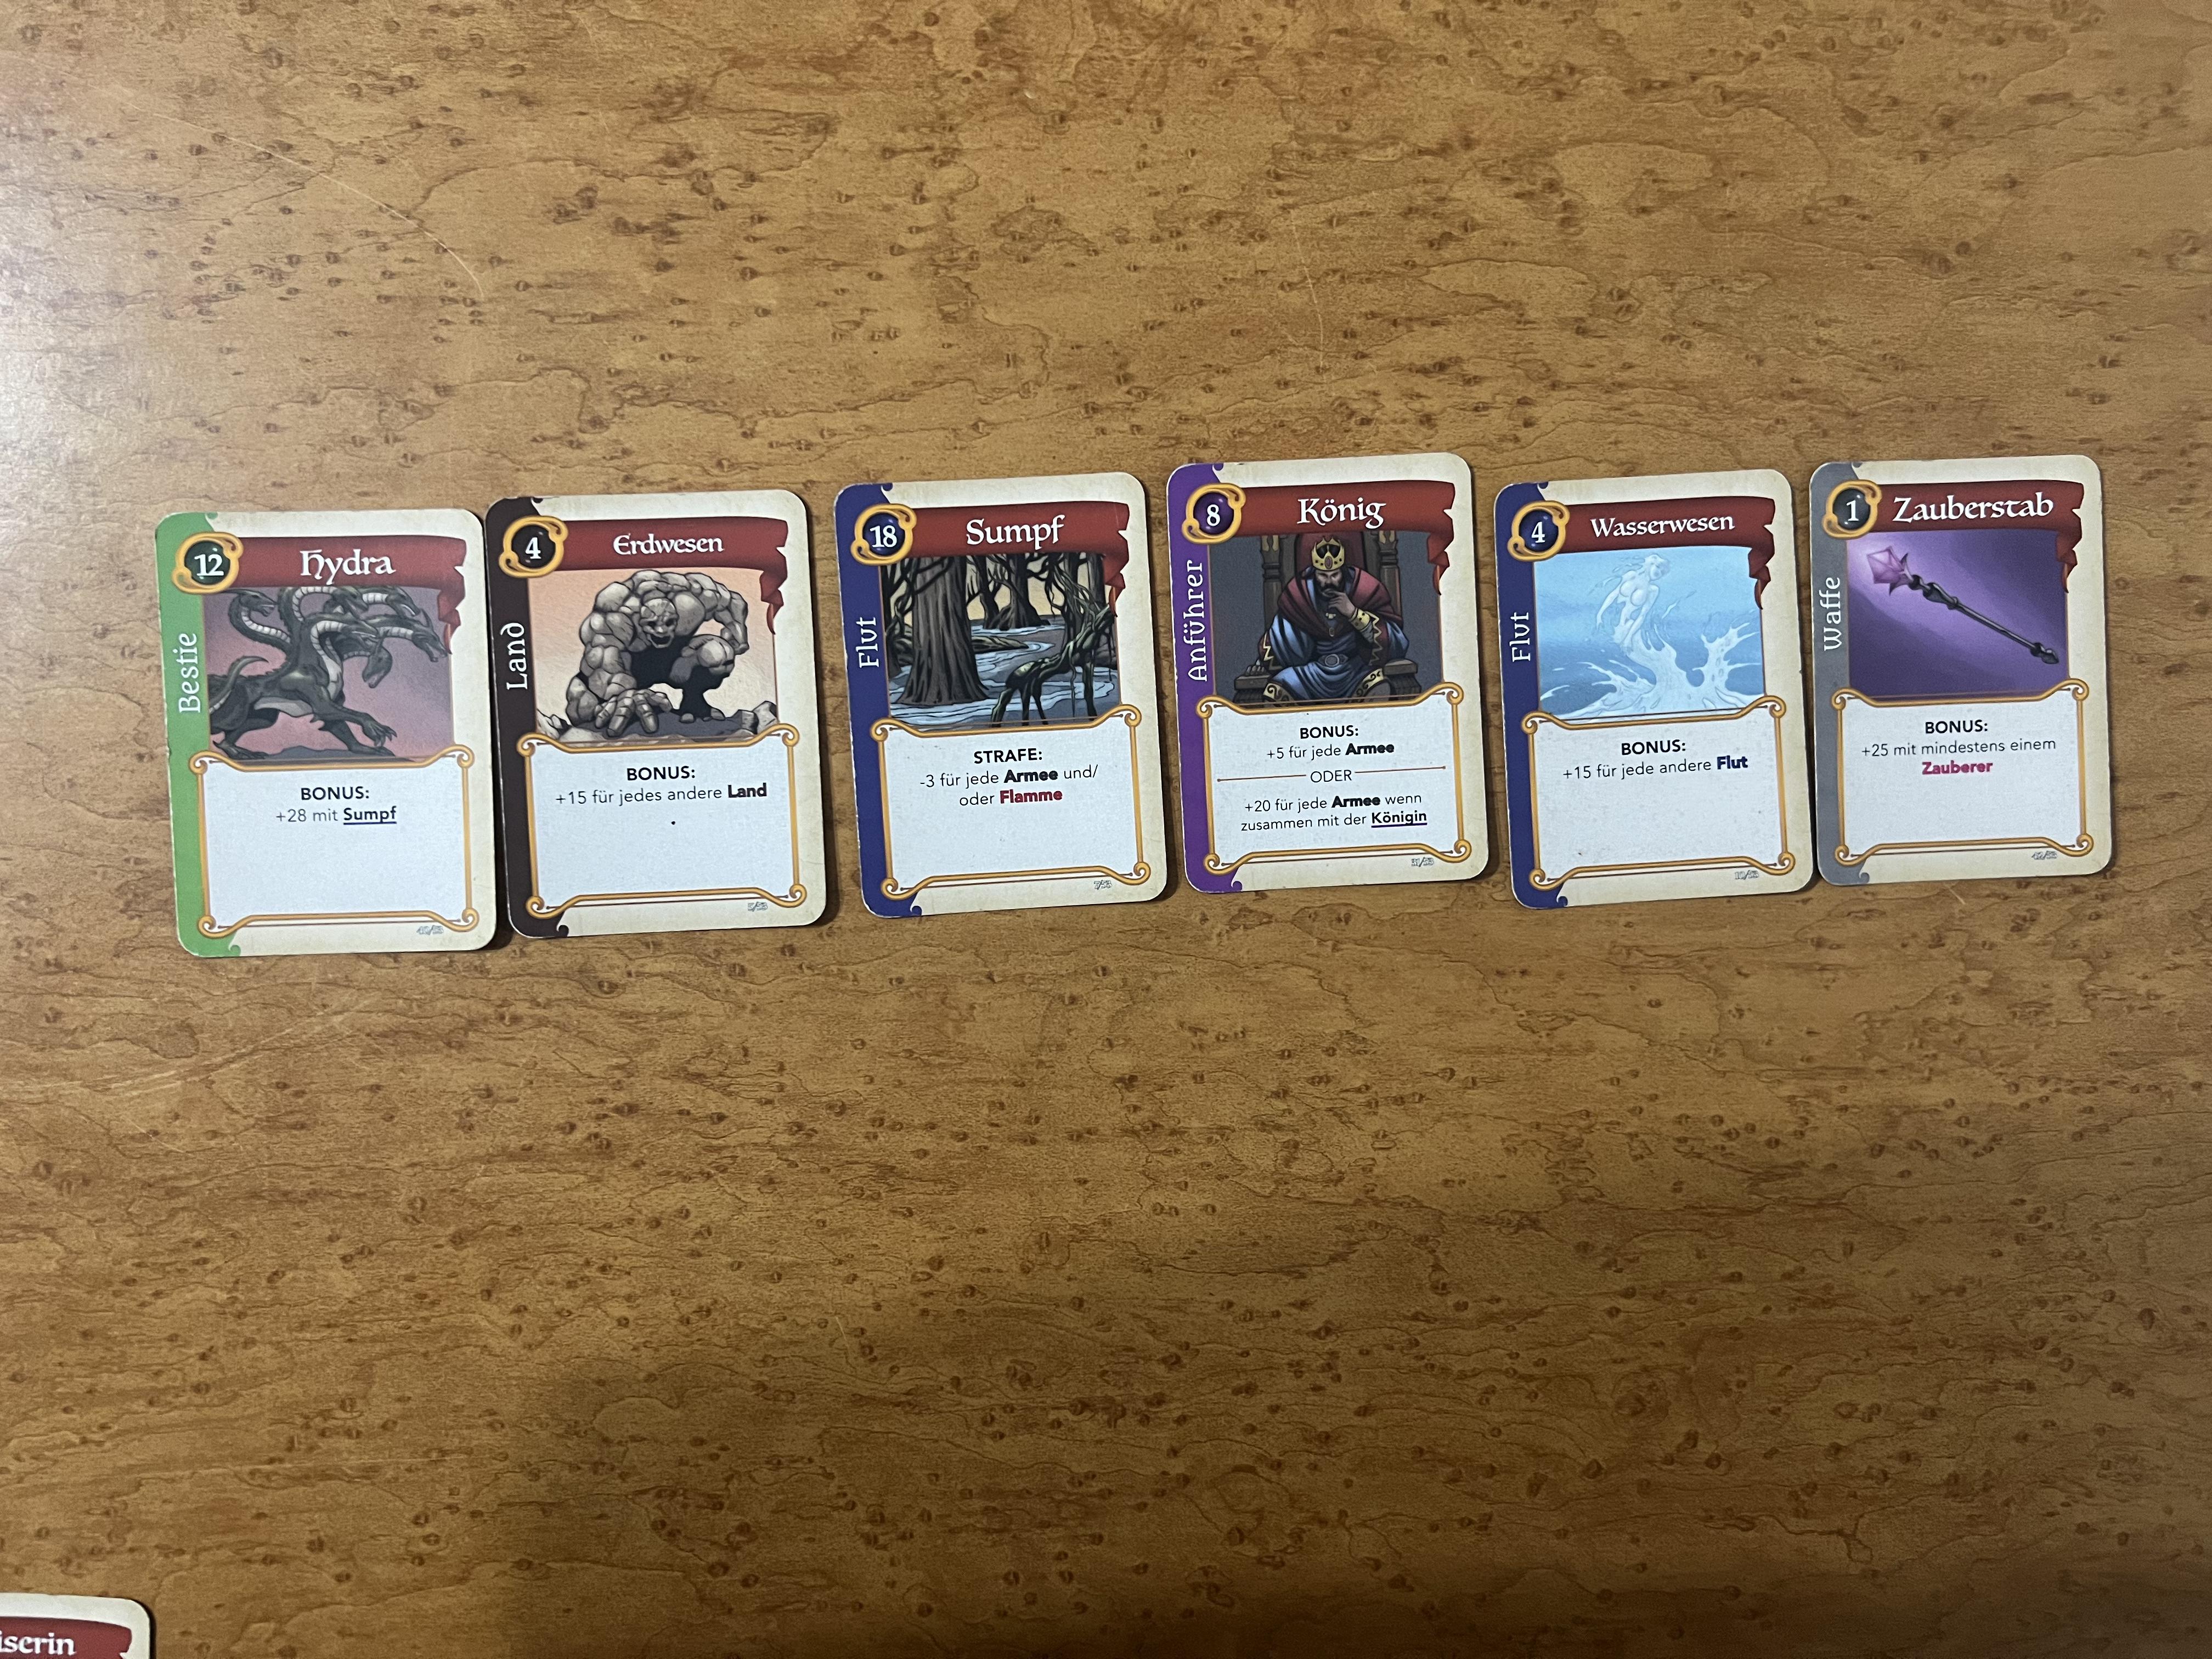 Bestie
12
Hydra
BONUS:
+28 mit Sumpf
Land
4
Erdwesen
BONUS:
+15 für jedes andere Land
Flut
18
Sumpf
STRAFE:
-3 für jede Armee und/
oder Flamme
Anführer
8
König
BONUS:
+5 für jede Armee
ODER
+20 für jede Armee wenn
zusammen mit der Königin
31/53
Flut
4
Wasserwesen
BONUS:
+15 für jede andere Flut
Waffe
1
Zauberstab
BONUS:
+25 mit mindestens einem
Zauberer
iserin